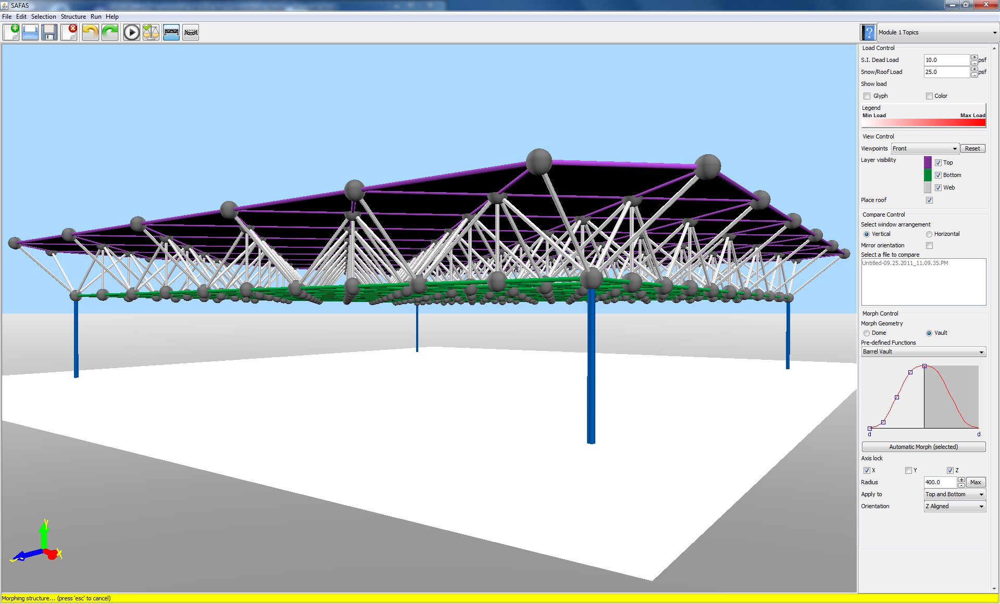 SAFAS
File Edit Selection Structure Run Help
Module 1 Topics
Load Control
S.I. Dead Load 10.0 + - psf
Snow/Roof Load 25.0 + - psf
Show load
Glyph Color
Legend
Min Load Max Load
View Control
Viewpoints Front Reset
Layer visibility Top
Bottom
Web
Place roof
Compare Control
Select window arrangement
Vertical Horizontal
Mirror orientation
Select a file to compare
Untitled-09.25.2011_11.09.35.PM
Morph Control
Morph Geometry
Dome Vault
Pre-defined Functions
Barrel Vault
d d
Automatic Morph (selected)
Axis lock
X Y Z
Radius 400.0 + - Max
Apply to Top and Bottom
Orientation Z Aligned
Y
X
Morphing structure... (press 'esc' to cancel)